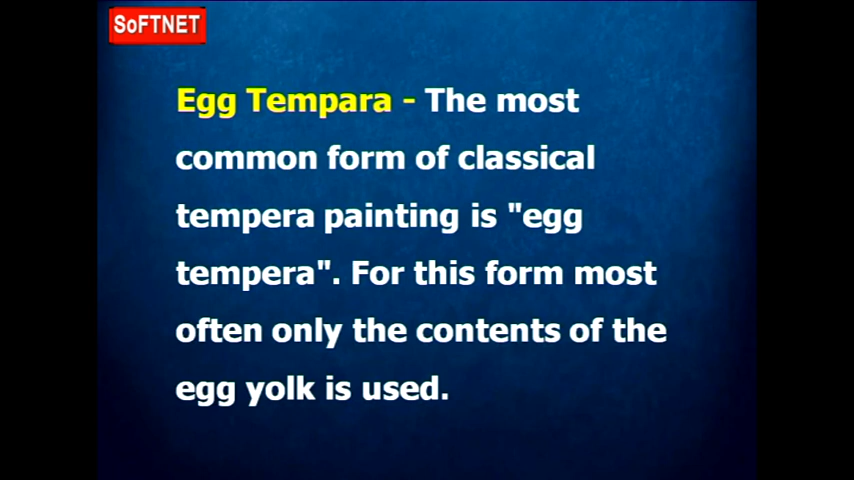 SoFTNET
Egg Tempara - The most
common form of classical
tempera painting is "egg
tempera". For this form most
often only the contents of the
egg yolk is used.